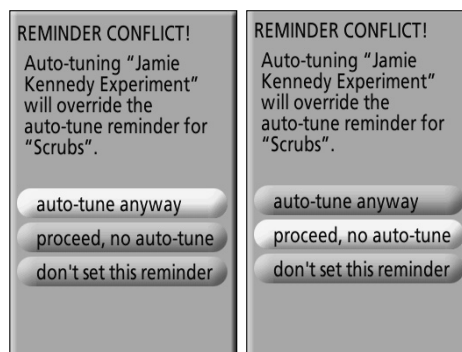 REMINDER CONFLICT!
Auto-tuning “Jamie
Kennedy Experiment”
will override the
auto-tune reminder for
“Scrubs”.
auto-tune anyway
proceed, no auto-tune
don't set this reminder
REMINDER CONFLICT!
Auto-tuning “Jamie
Kennedy Experiment”
will override the
auto-tune reminder for
“Scrubs”.
auto-tune anyway
proceed, no auto-tune
don't set this reminder